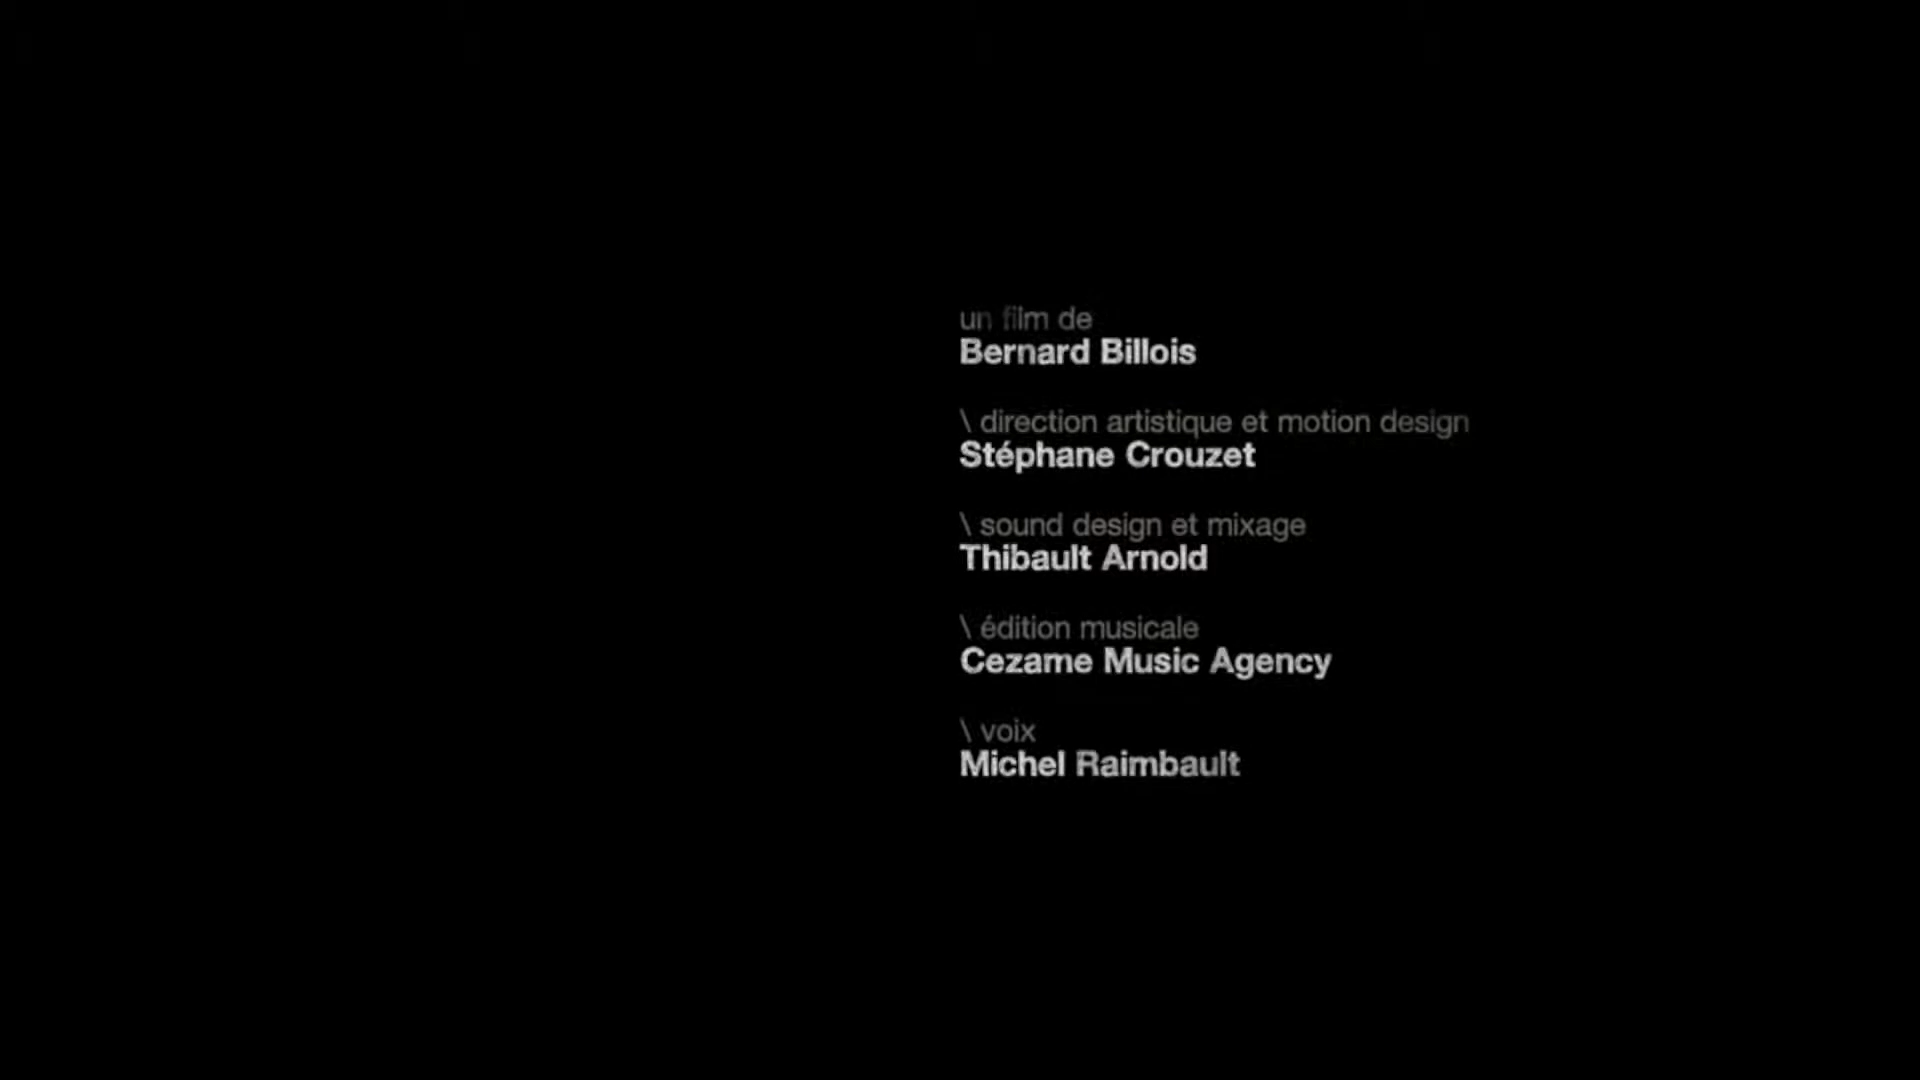 un film de
Bernard Billois
\ direction artistique et motion design
Stéphane Crouzet
\ sound design et mixage
Thibault Arnold
\ édition musicale
Cezame Music Agency
\ voix
Michel Raimbault